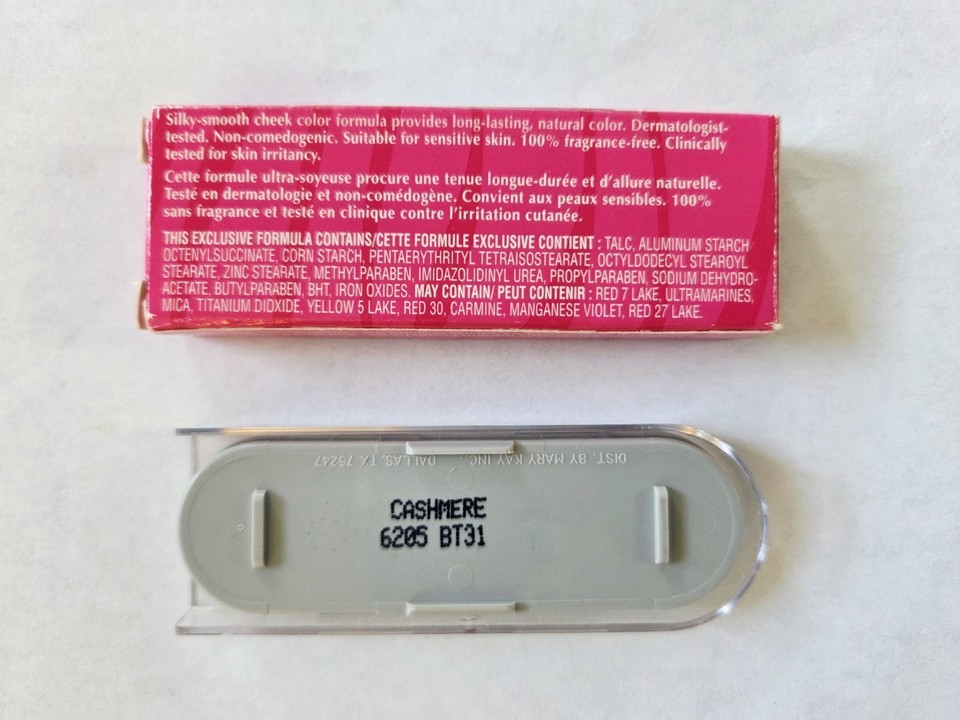 Silky-smooth cheek color formula provides long-lasting, natural color. Dermatologist-
tested. Non-comedogenic. Suitable for sensitive skin. 100% fragrance-free. Clinically
tested for skin irritancy.
Cette formule ultra-soyeuse procure une tenue longue-durée et d'allure naturelle.
Testé en dermatologie et non-comédogène. Convient aux peaux sensibles. 100%
sans fragrance et testé en clinique contre l'irritation cutanée.
THIS EXCLUSIVE FORMULA CONTAINS/CETTE FORMULE EXCLUSIVE CONTIENT : TALC, ALUMINUM STARCH
OCTENYLSUCCINATE, CORN STARCH, PENTAERYTHRITYL TETRAISOSTEARATE, OCTYLDODECYL STEAROYL
STEARATE, ZINC STEARATE, METHYLPARABEN, IMIDAZOLIDINYL UREA, PROPYLPARABEN, SODIUM DEHYDRO-
ACETATE, BUTYLPARABEN, BHT, IRON OXIDES. MAY CONTAIN/ PEUT CONTENIR : RED 7 LAKE, ULTRAMARINES,
MICA, TITANIUM DIOXIDE, YELLOW 5 LAKE, RED 30, CARMINE, MANGANESE VIOLET, RED 27 LAKE.
DIST. BY MARY KAY INC., DALLAS, TX 75247
CASHMERE
6205 BT31